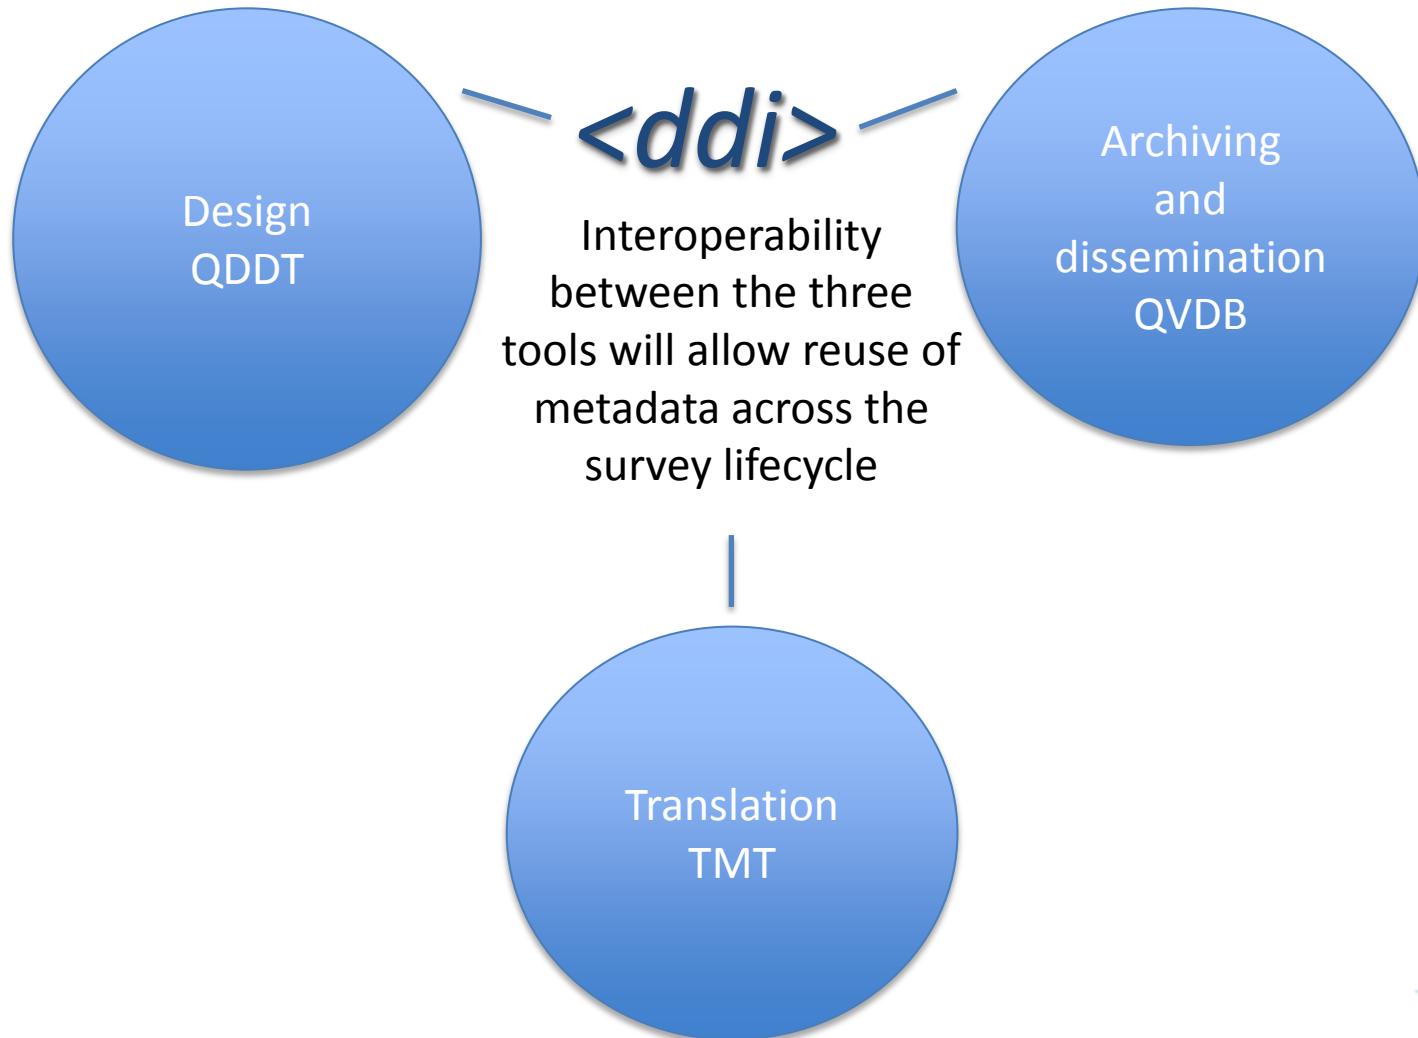 <ddi>
Design
QDDT
Interoperability
between the three
tools will allow reuse of
metadata across the
survey lifecycle
Archiving
and
dissemination
QVDB
Translation
TMT